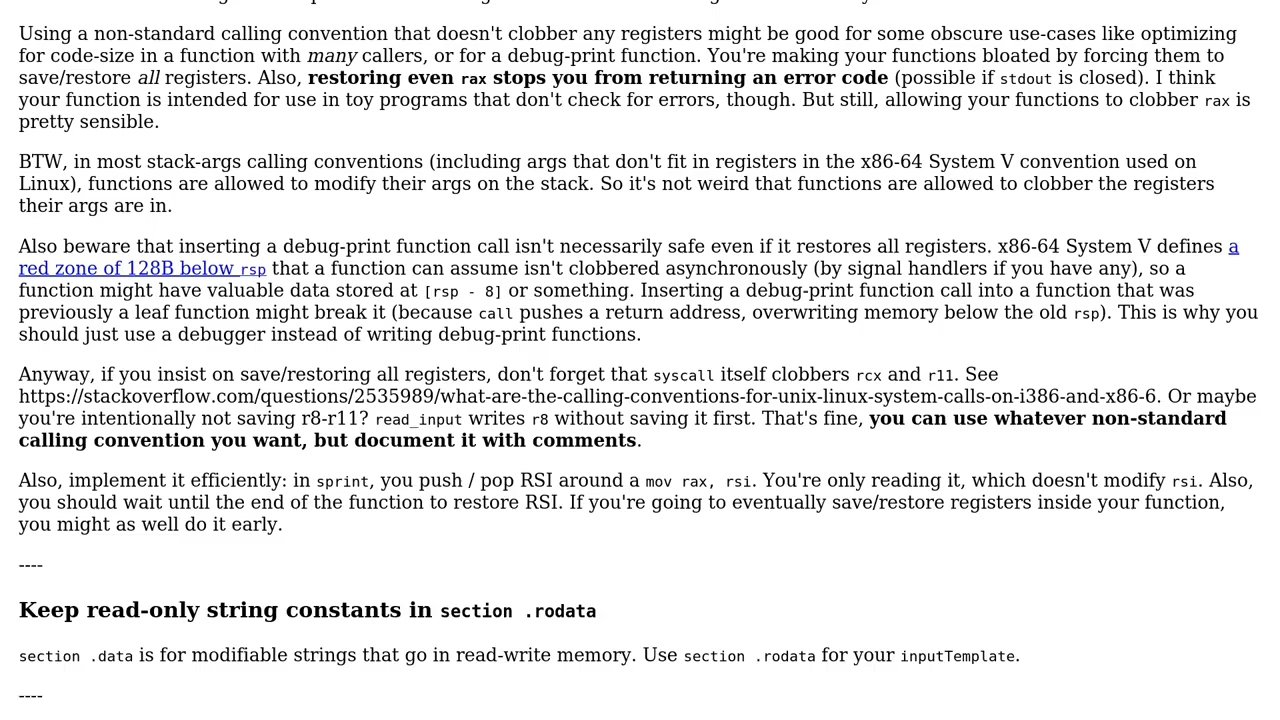 Using a non-standard calling convention that doesn't clobber any registers might be good for some obscure use-cases like optimizing
for code-size in a function with many callers, or for a debug-print function. You're making your functions bloated by forcing them to
save/restore all registers. Also, restoring even rax stops you from returning an error code (possible if stdout is closed). I think
your function is intended for use in toy programs that don't check for errors, though. But still, allowing your functions to clobber rax is
pretty sensible.
BTW, in most stack-args calling conventions (including args that don't fit in registers in the x86-64 System V convention used on
Linux), functions are allowed to modify their args on the stack. So it's not weird that functions are allowed to clobber the registers
their args are in.
Also beware that inserting a debug-print function call isn't necessarily safe even if it restores all registers. x86-64 System V defines a
red zone of 128B below rsp that a function can assume isn't clobbered asynchronously (by signal handlers if you have any), so a
function might have valuable data stored at [rsp - 8] or something. Inserting a debug-print function call into a function that was
previously a leaf function might break it (because call pushes a return address, overwriting memory below the old rsp). This is why you
should just use a debugger instead of writing debug-print functions.
Anyway, if you insist on save/restoring all registers, don't forget that syscall itself clobbers rcx and r11. See
https://stackoverflow.com/questions/2535989/what-are-the-calling-conventions-for-unix-linux-system-calls-on-i386-and-x86-6. Or maybe
you're intentionally not saving r8-r11? read_input writes r8 without saving it first. That's fine, you can use whatever non-standard
calling convention you want, but document it with comments.
Also, implement it efficiently: in sprint, you push / pop RSI around a mov rax, rsi. You're only reading it, which doesn't modify rsi. Also,
you should wait until the end of the function to restore RSI. If you're going to eventually save/restore registers inside your function,
you might as well do it early.
----
Keep read-only string constants in section .rodata
section .data is for modifiable strings that go in read-write memory. Use section .rodata for your inputTemplate.
----